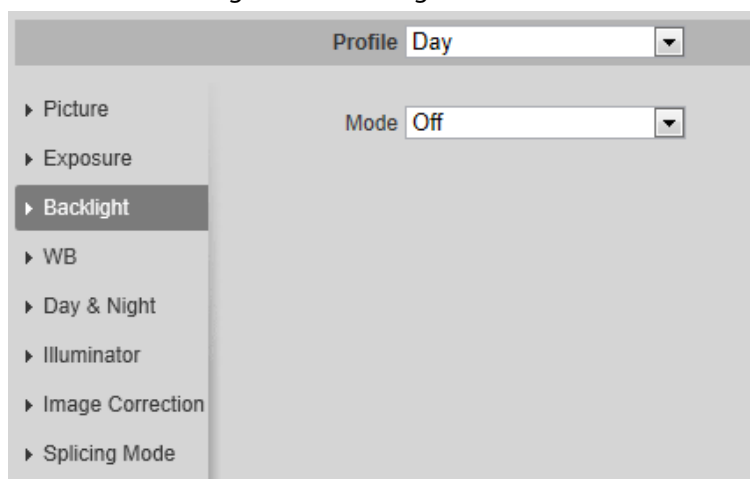 Profile Day
Picture
Mode Off
Exposure
Backlight
WB
Day & Night
Illuminator
Image Correction
Splicing Mode